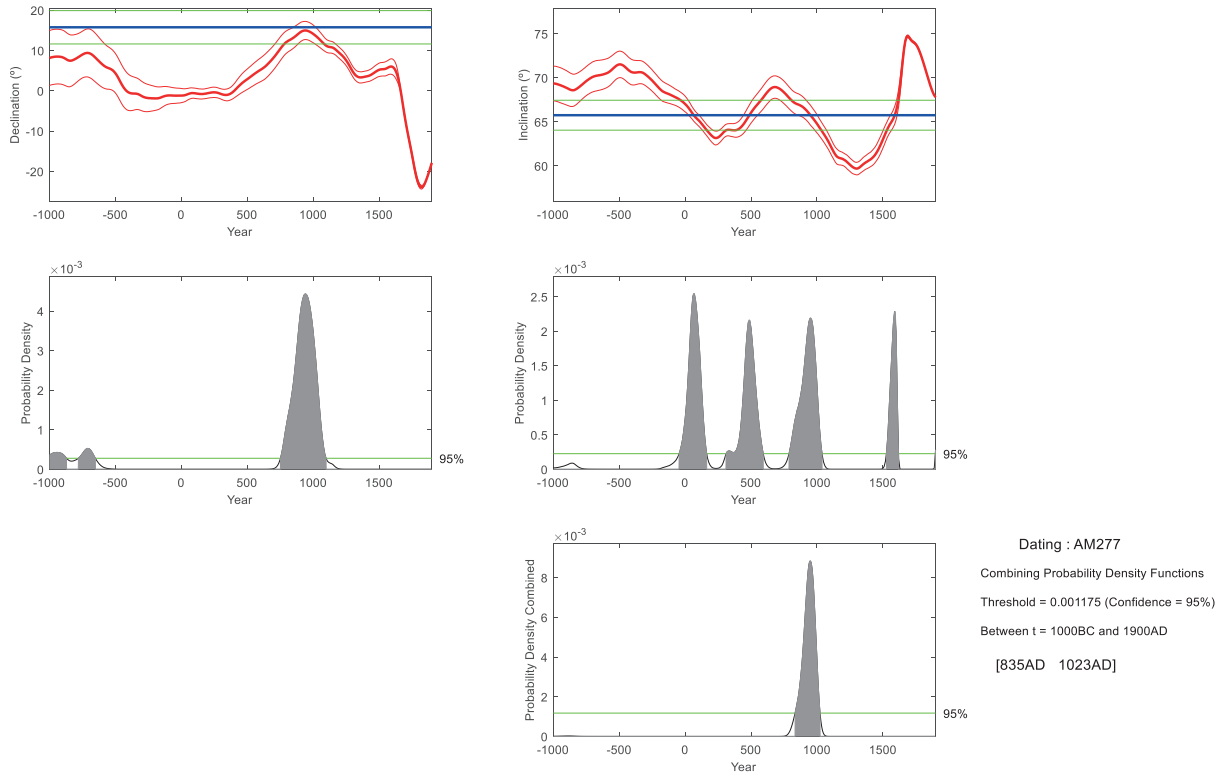 20
10
0
-10
-20
Declination (º)
-1000 -500 0 500 1000 1500
Year
75
70
65
60
Inclination (º)
-1000 -500 0 500 1000 1500
Year
×10-3
4
3
2
1
0
Probability Density
95%
-1000 -500 0 500 1000 1500
Year
×10-3
2.5
2
1.5
1
0.5
0
Probability Density
95%
-1000 -500 0 500 1000 1500
Year
×10-3
8
6
4
2
0
Probability Density Combined
95%
-1000 -500 0 500 1000 1500
Year
Dating : AM277
Combining Probability Density Functions
Threshold = 0.001175 (Confidence = 95%)
Between t = 1000BC and 1900AD
[835AD 1023AD]